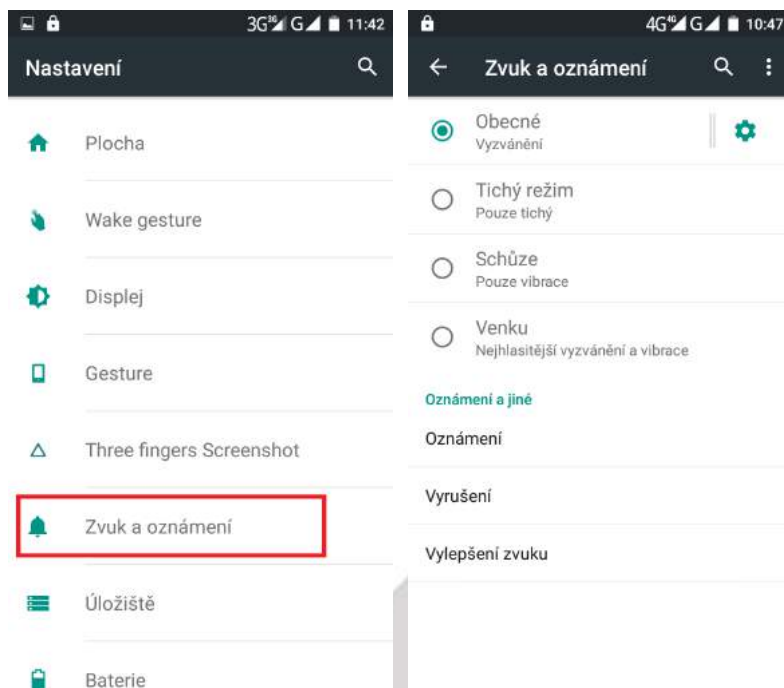 3G 3G G 11:42
Nastavení
Plocha
Wake gesture
Displej
Gesture
Three fingers Screenshot
Zvuk a oznámení
Úložiště
Baterie
4G 4G G 10:47
Zvuk a oznámení
Obecné
Vyzvánění
Tichý režim
Pouze tichý
Schůze
Pouze vibrace
Venku
Nejhlasitější vyzvánění a vibrace
Oznámení a jiné
Oznámení
Vyrušení
Vylepšení zvuku